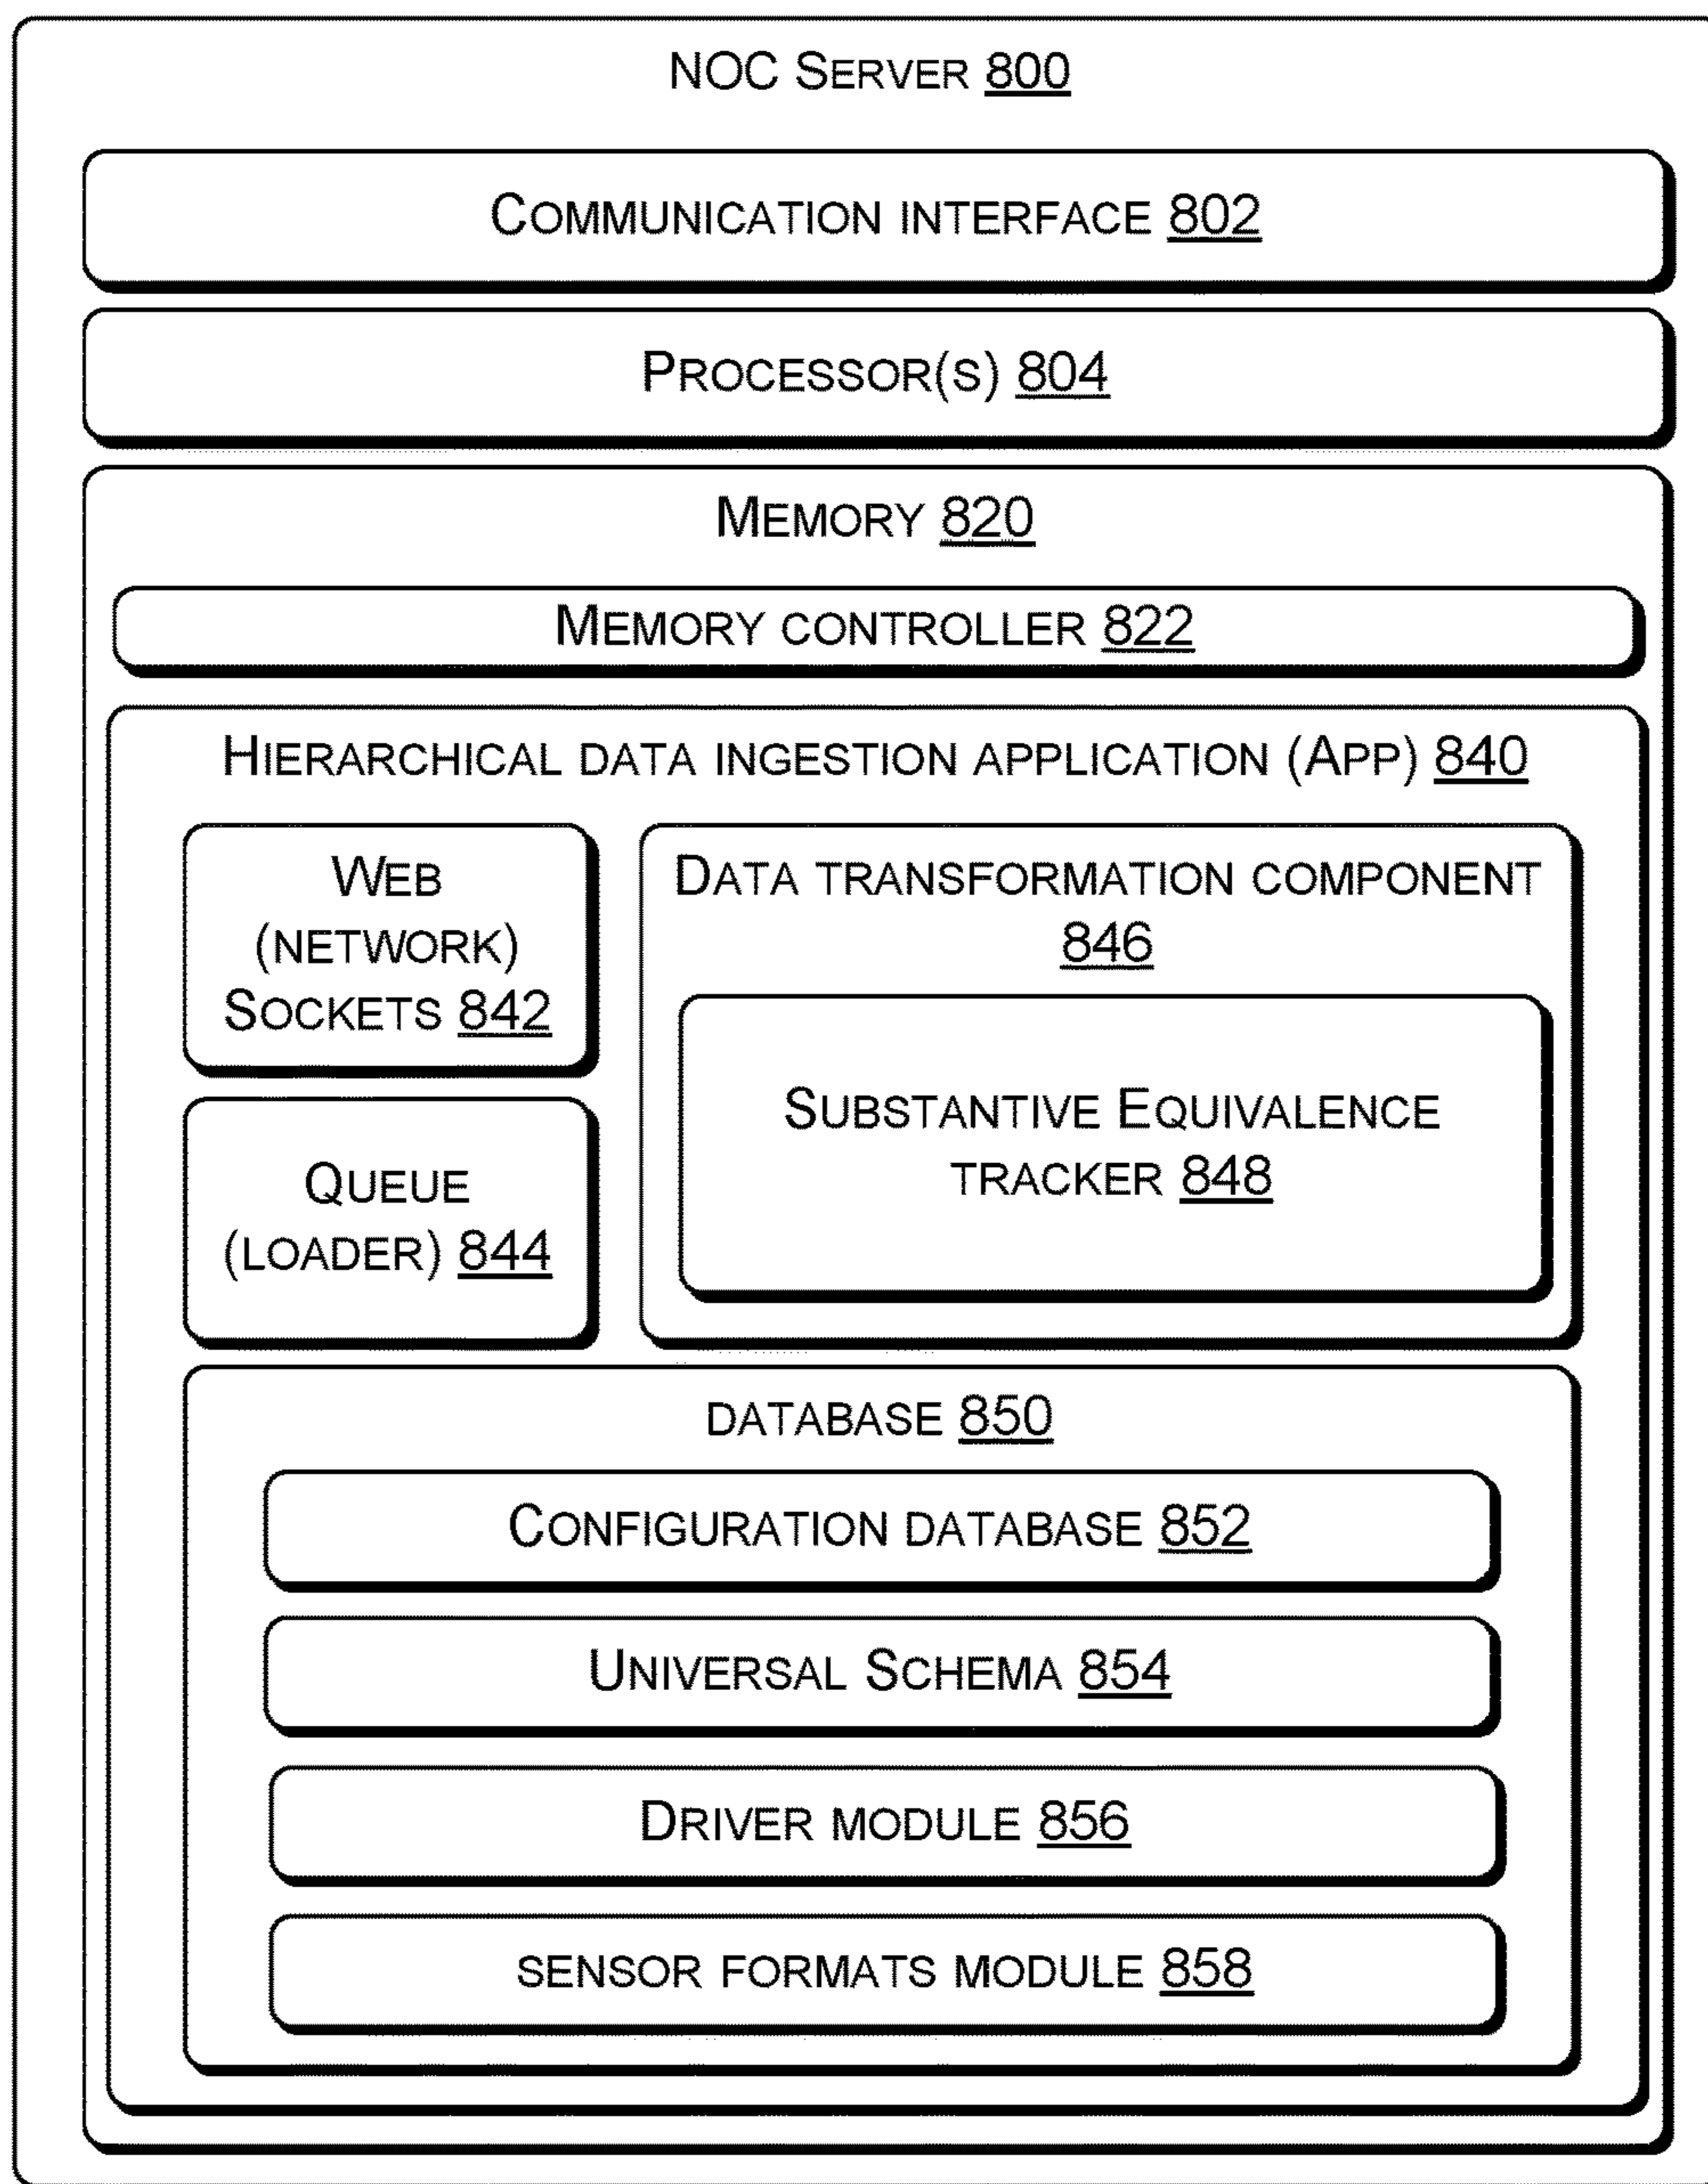 NOC SERVER 800
COMMUNICATION INTERFACE 802
PROCESSOR(S) 804
MEMORY 820
MEMORY CONTROLLER 822
HIERARCHICAL DATA INGESTION APPLICATION (APP) 840
WEB
(NETWORK)
SOCKETS 842
QUEUE
(LOADER) 844
DATA TRANSFORMATION COMPONENT
846
SUBSTANTIVE EQUIVALENCE
TRACKER 848
DATABASE 850
CONFIGURATION DATABASE 852
UNIVERSAL SCHEMA 854
DRIVER MODULE 856
SENSOR FORMATS MODULE 858